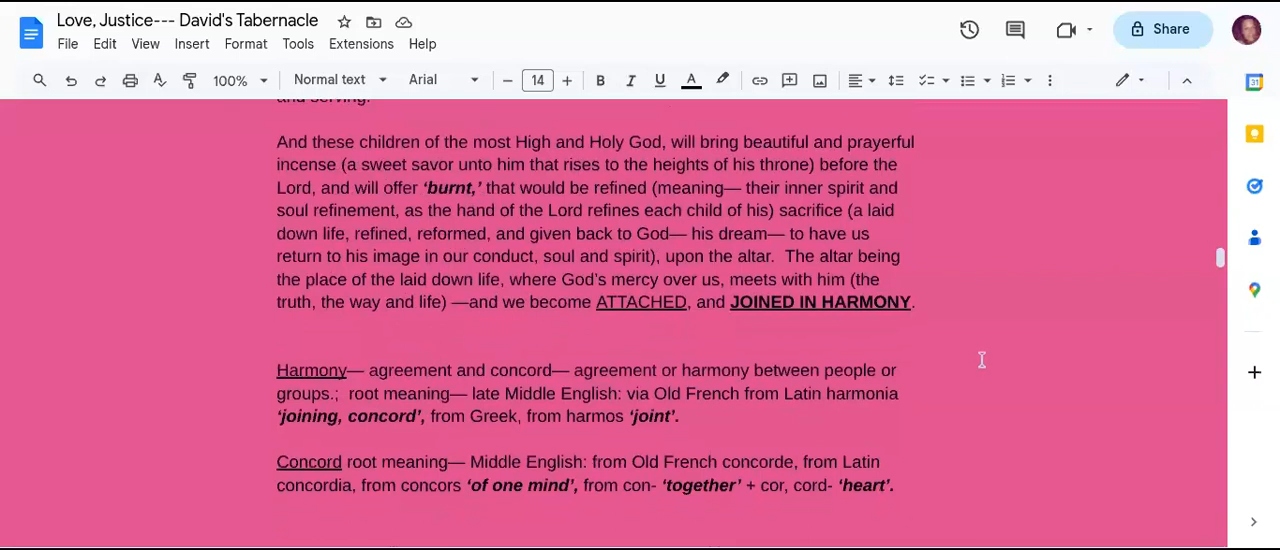 Love, Justice--- David's Tabernacle
File Edit View Insert Format Tools Extensions Help
Share
100% Normal text Arial − 14 + B I U A
and serving.
And these children of the most High and Holy God, will bring beautiful and prayerful
incense (a sweet savor unto him that rises to the heights of his throne) before the
Lord, and will offer ‘burnt,’ that would be refined (meaning— their inner spirit and
soul refinement, as the hand of the Lord refines each child of his) sacrifice (a laid
down life, refined, reformed, and given back to God— his dream— to have us
return to his image in our conduct, soul and spirit), upon the altar.  The altar being
the place of the laid down life, where God’s mercy over us, meets with him (the
truth, the way and life) —and we become ATTACHED, and JOINED IN HARMONY.
Harmony— agreement and concord— agreement or harmony between people or
groups.;  root meaning— late Middle English: via Old French from Latin harmonia
‘joining, concord’, from Greek, from harmos ‘joint’.
Concord root meaning— Middle English: from Old French concorde, from Latin
concordia, from concors ‘of one mind’, from con- ‘together’ + cor, cord- ‘heart’.